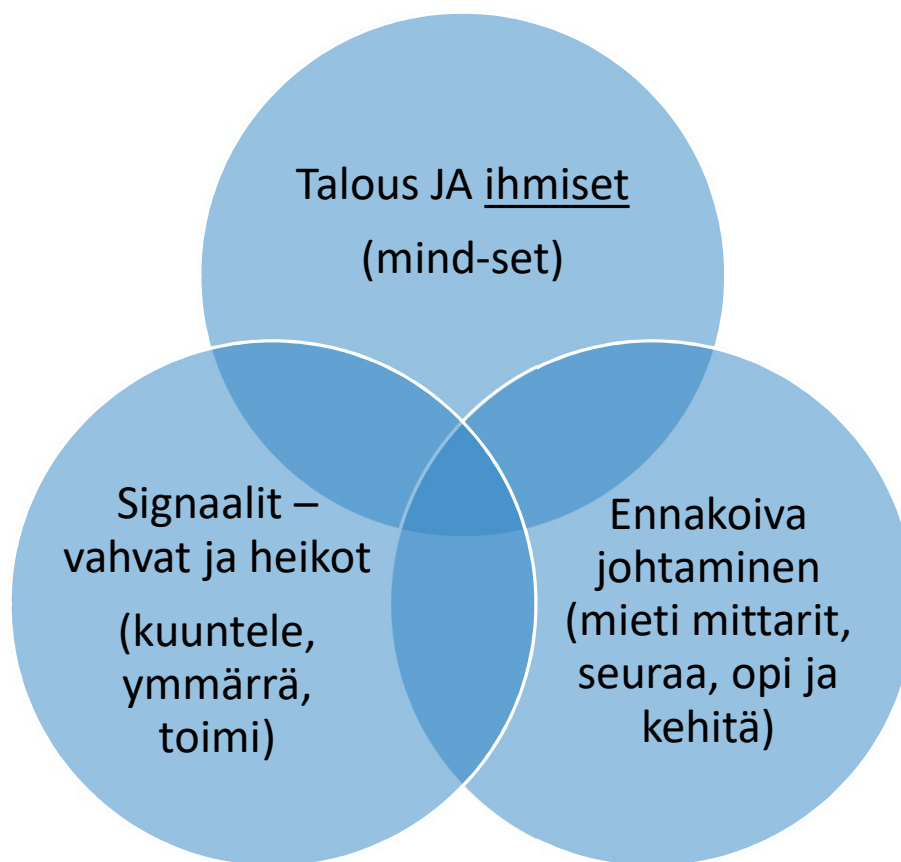 Talous JA ihmiset
(mind-set)
Signaalit –
vahvat ja heikot
(kuuntele,
ymmärrä,
toimi)
Ennakoiva
johtaminen
(mieti mittarit,
seuraa, opi ja
kehitä)